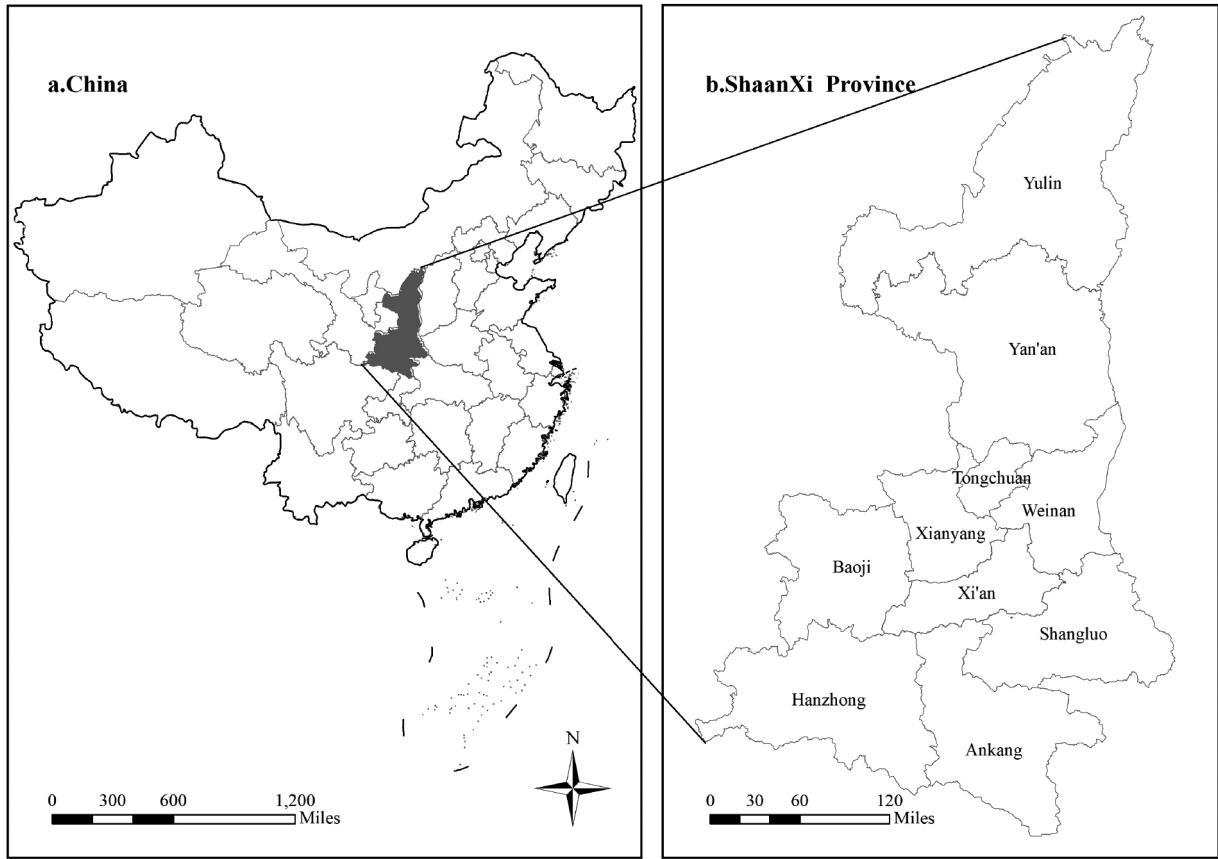 a.China
N
0 300 600 1,200
Miles
b.ShaanXi Province
Yulin
Yan'an
Tongchuan
Weinan
Xianyang
Baoji
Xi'an
Shangluo
Hanzhong
Ankang
0 30 60 120
Miles